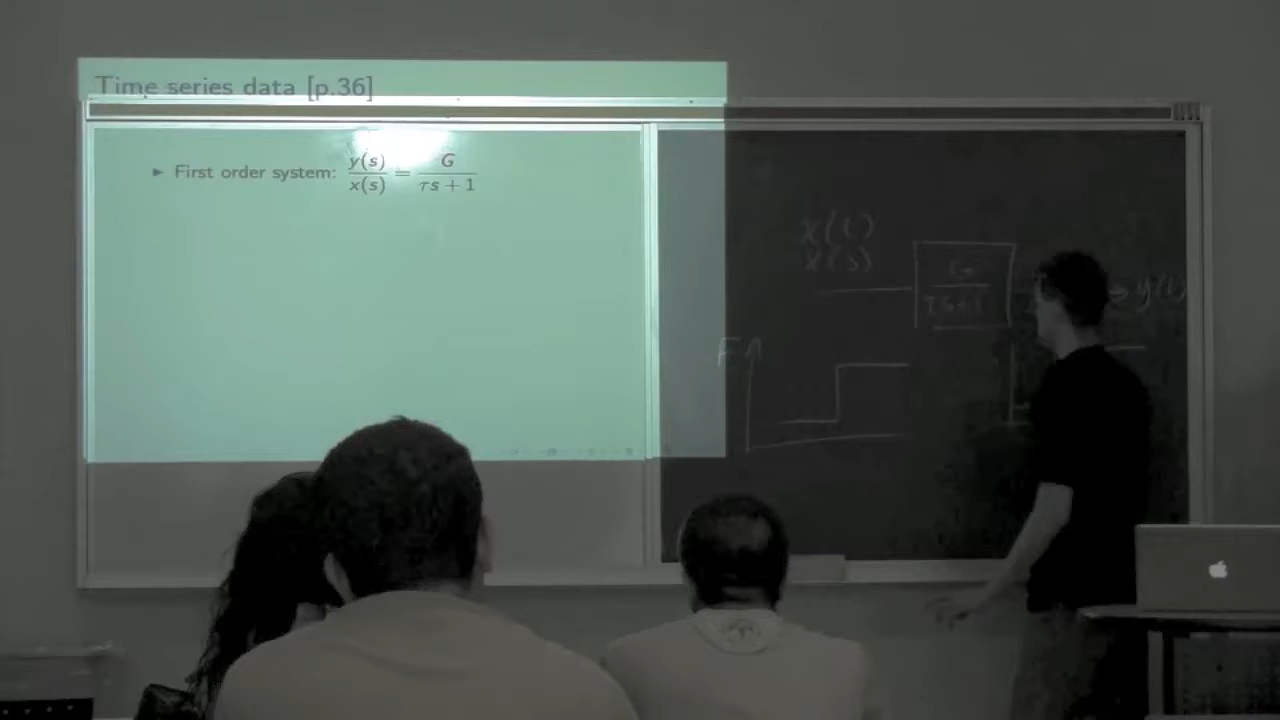 Time series data [p.36]
► First order system: y(s)/x(s) = G/(τs + 1)
x(t)
x(s)
G
τs+1
y(t)
F